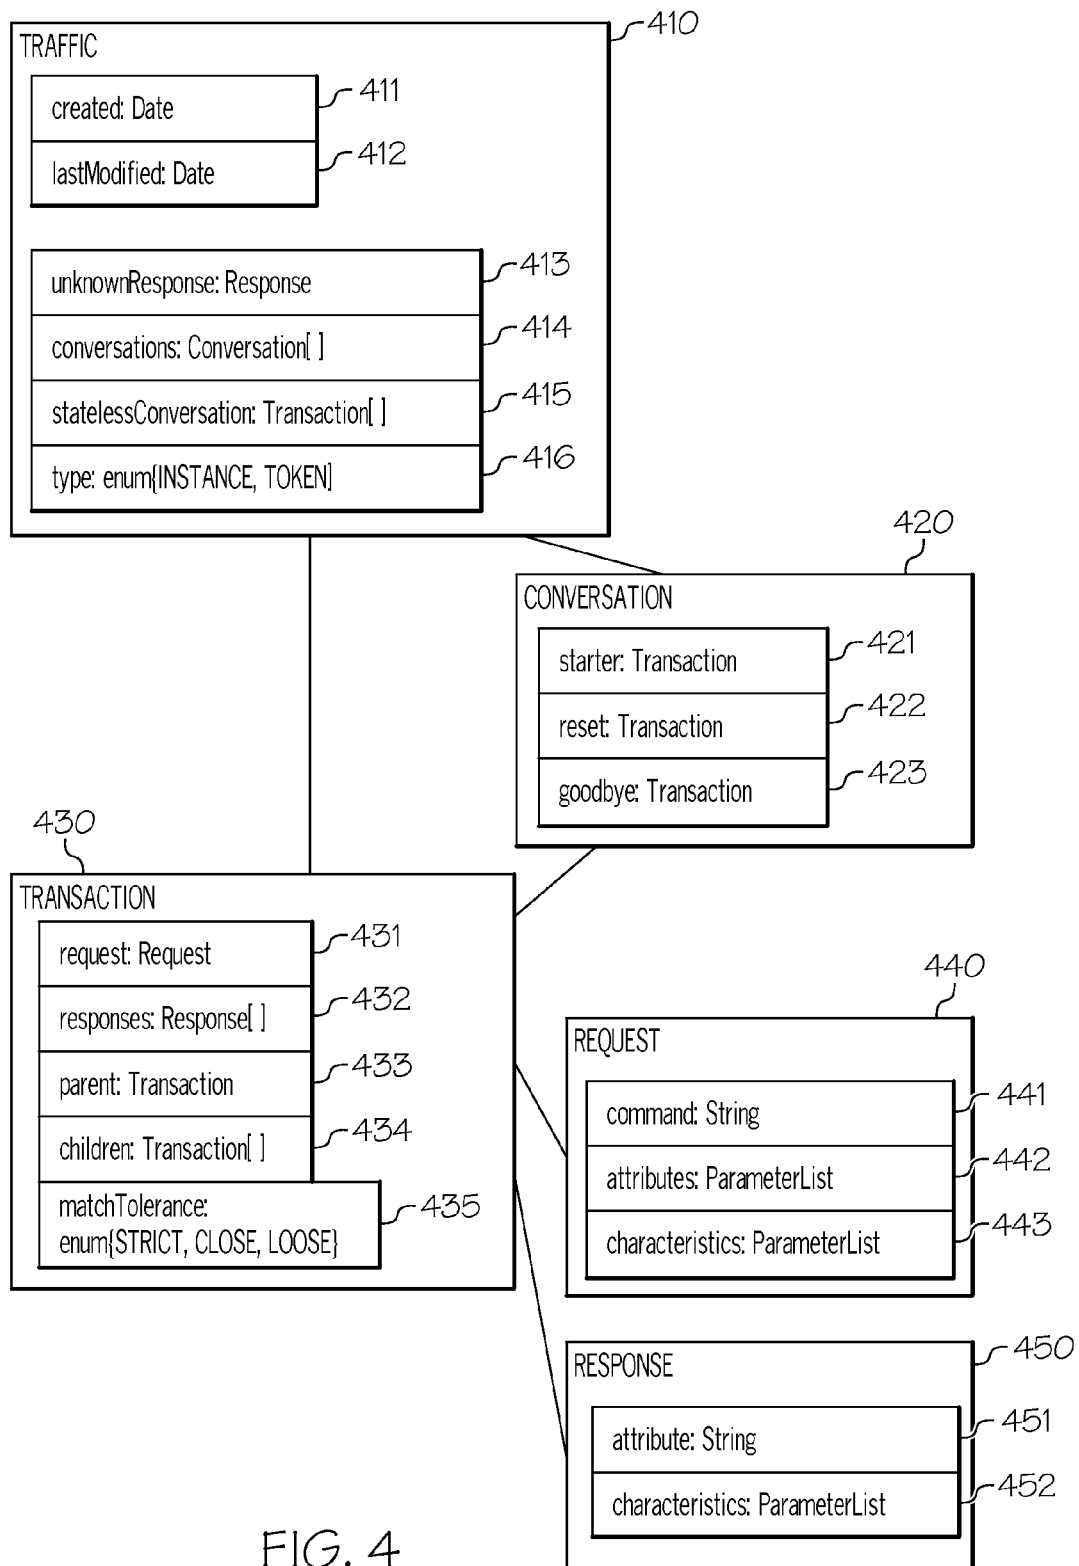 410
TRAFFIC
created: Date
411
lastModified: Date
412
unknownResponse: Response
413
conversations: Conversation[ ]
414
statelessConversation: Transaction[ ]
415
type: enum{INSTANCE, TOKEN]
416
420
CONVERSATION
starter: Transaction
421
reset: Transaction
422
goodbye: Transaction
423
430
TRANSACTION
request: Request
431
responses: Response[ ]
432
parent: Transaction
433
children: Transaction[ ]
434
matchTolerance:
enum{STRICT, CLOSE, LOOSE}
435
440
REQUEST
command: String
441
attributes: ParameterList
442
characteristics: ParameterList
443
450
RESPONSE
attribute: String
451
characteristics: ParameterList
452
FIG. 4